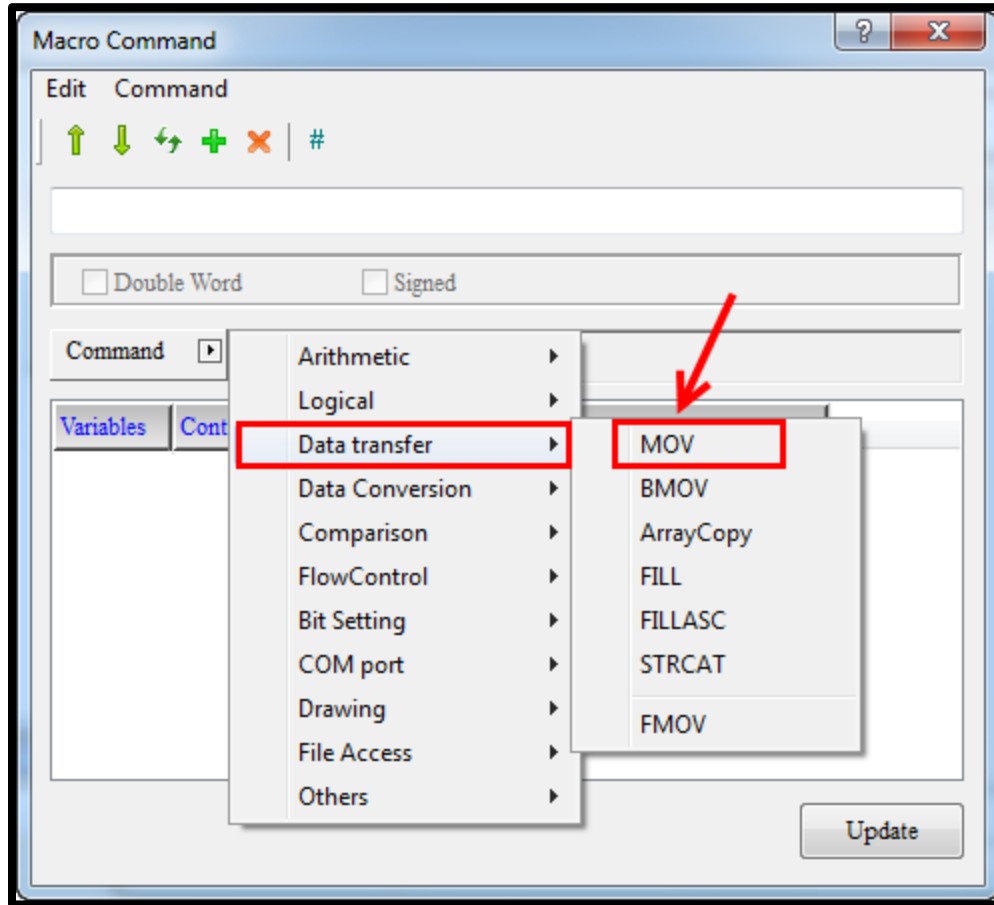 Macro Command
Edit Command
#
Double Word Signed
Command
Arithmetic
Logical
Variables Cont
Data transfer
MOV
Data Conversion
BMOV
Comparison
ArrayCopy
FlowControl
FILL
Bit Setting
FILLASC
COM port
STRCAT
Drawing
FMOV
File Access
Others
Update